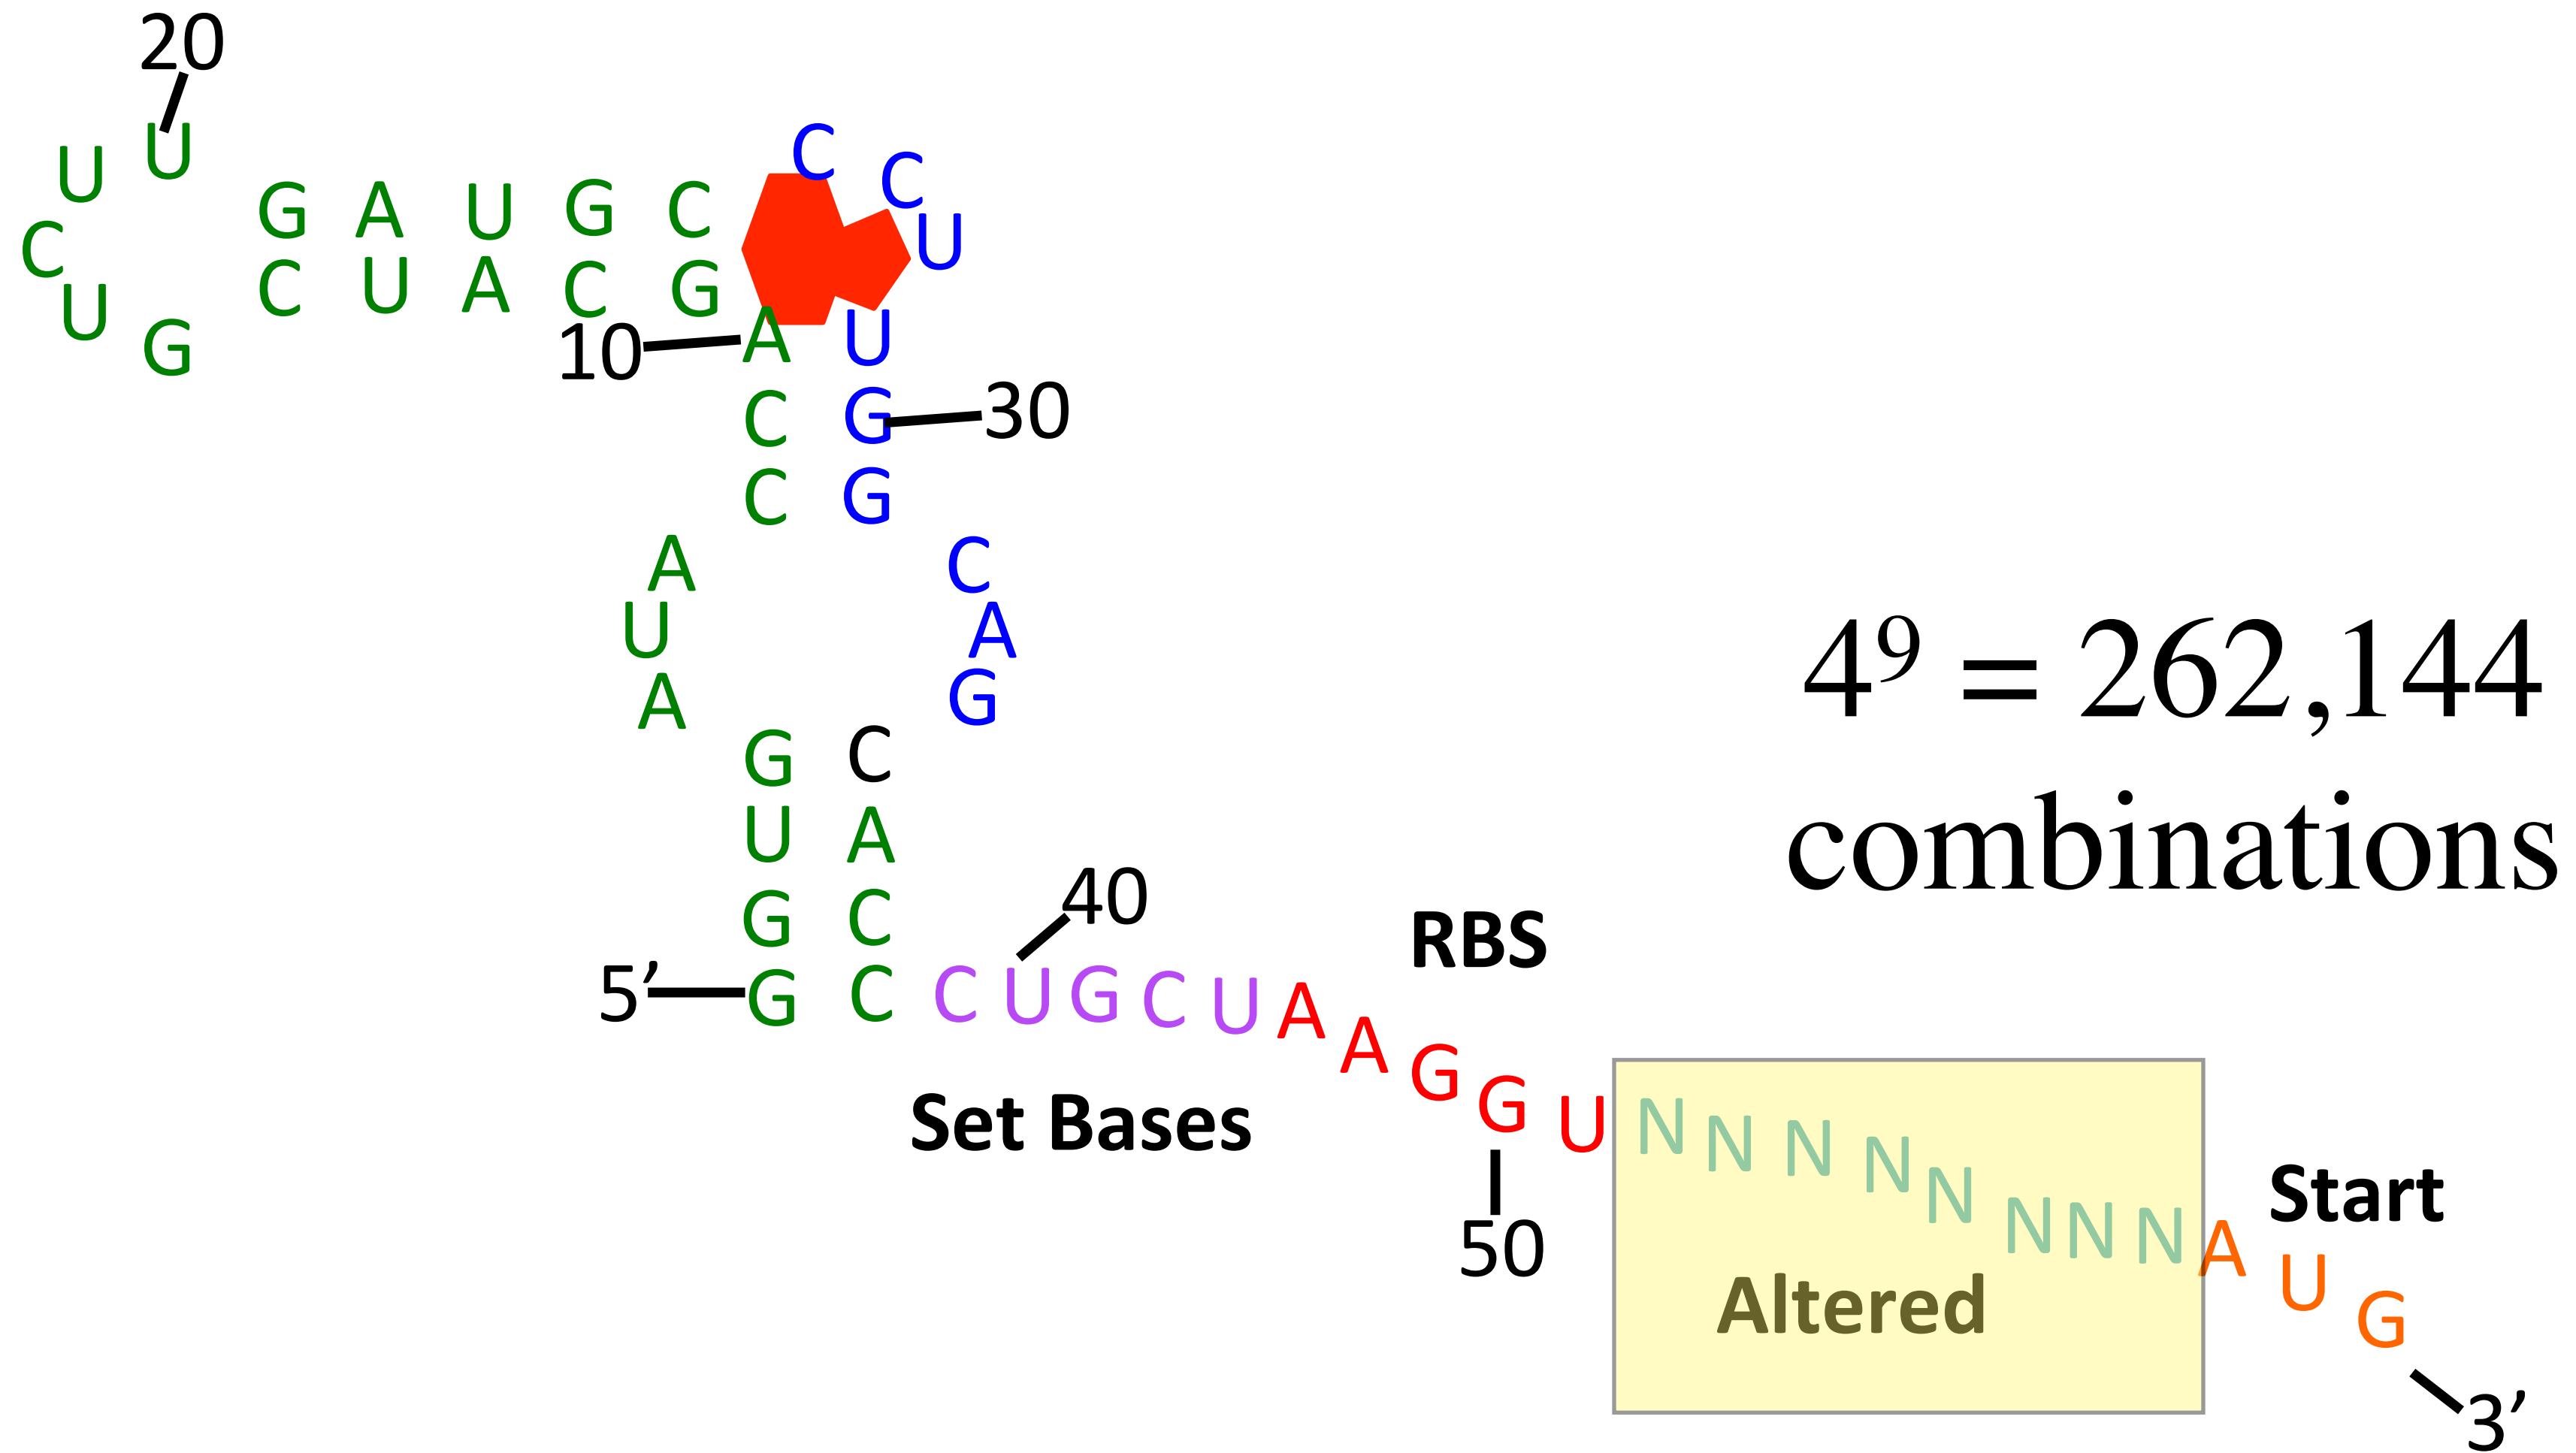 20
U U C C
C G A U G C C
U C U A C G U
G 10 A U
C G 30
C G
A C
U A
A G
G C
U A
G C 40 RBS
5’ G C C U G C U A A G G U N N N N N N N N A U G
Set Bases
50
Altered
Start
3’
4⁹ = 262,144
combinations